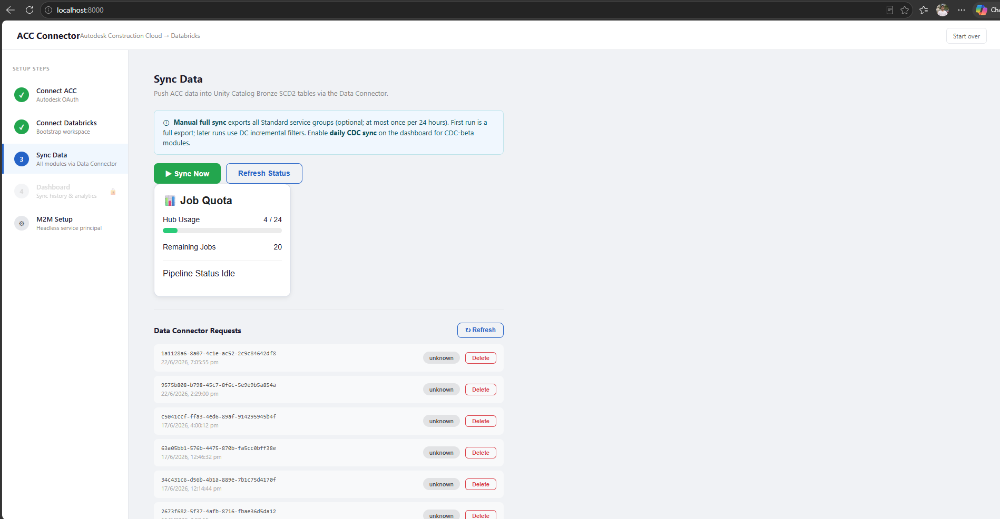 localhost:8000
Cha
ACC Connector Autodesk Construction Cloud → Databricks
Start over
SETUP STEPS
✓ Connect ACC
Autodesk OAuth
✓ Connect Databricks
Bootstrap workspace
3 Sync Data
All modules via Data Connector
4 Dashboard
Sync history & analytics
M2M Setup
Headless service principal
Sync Data
Push ACC data into Unity Catalog Bronze SCD2 tables via the Data Connector.
Manual full sync exports all Standard service groups (optional; at most once per 24 hours). First run is a
full export; later runs use DC incremental filters. Enable daily CDC sync on the dashboard for CDC-beta
modules.
▶ Sync Now
Refresh Status
Job Quota
Hub Usage 4 / 24
Remaining Jobs 20
Pipeline Status Idle
Data Connector Requests
↻ Refresh
1a1128a6-8a07-4c1e-ac52-2c9c84642df8
22/6/2026, 7:05:55 pm
unknown Delete
9575b808-b798-45c7-8f6c-5e9e9b5a854a
22/6/2026, 2:29:00 pm
unknown Delete
c5041ccf-ffa3-4ed6-89af-914295945b4f
17/6/2026, 4:00:12 pm
unknown Delete
63a05bb1-576b-4475-870b-fa5cc0bff38e
17/6/2026, 12:46:32 pm
unknown Delete
34c431c6-d56b-4b1a-889e-7b1c75d4170f
17/6/2026, 12:14:44 pm
unknown Delete
2673f682-5f37-4afb-8716-fbae36d5da12
unknown Delete